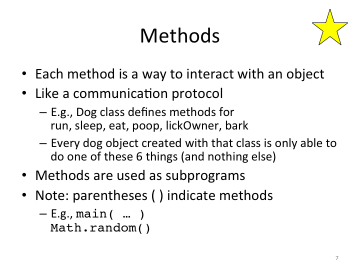 Methods
• Each method is a way to interact with an object
• Like a communication protocol
– E.g., Dog class defines methods for
run, sleep, eat, poop, lickOwner, bark
– Every dog object created with that class is only able to
do one of these 6 things (and nothing else)
• Methods are used as subprograms
• Note: parentheses ( ) indicate methods
– E.g., main( … )
Math.random()
7